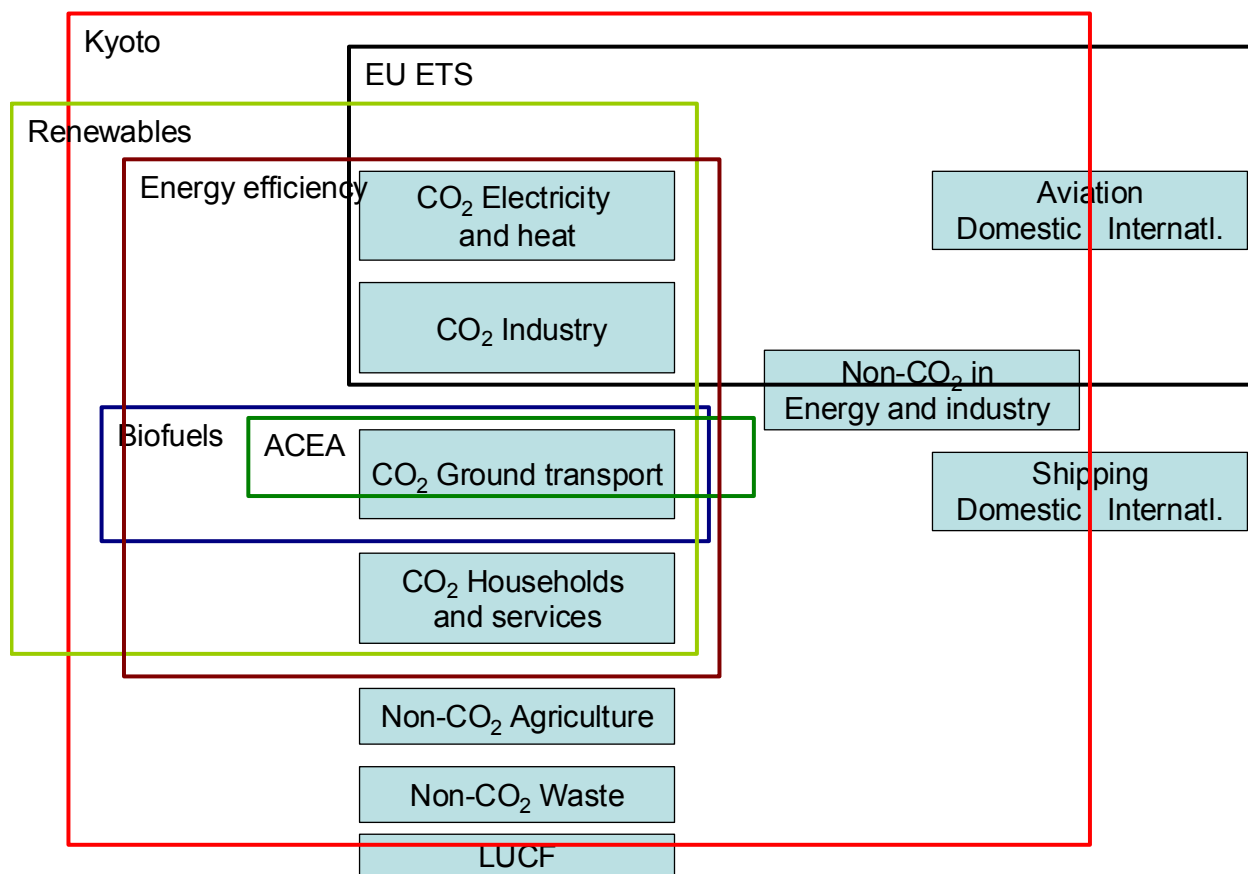 Kyoto
EU ETS
Renewables
Energy efficiency
CO₂ Electricity
and heat
Aviation
Domestic Internatl.
CO₂ Industry
Non-CO₂ in
Energy and industry
Biofuels
ACEA
CO₂ Ground transport
Shipping
Domestic Internatl.
CO₂ Households
and services
Non-CO₂ Agriculture
Non-CO₂ Waste
LUCF